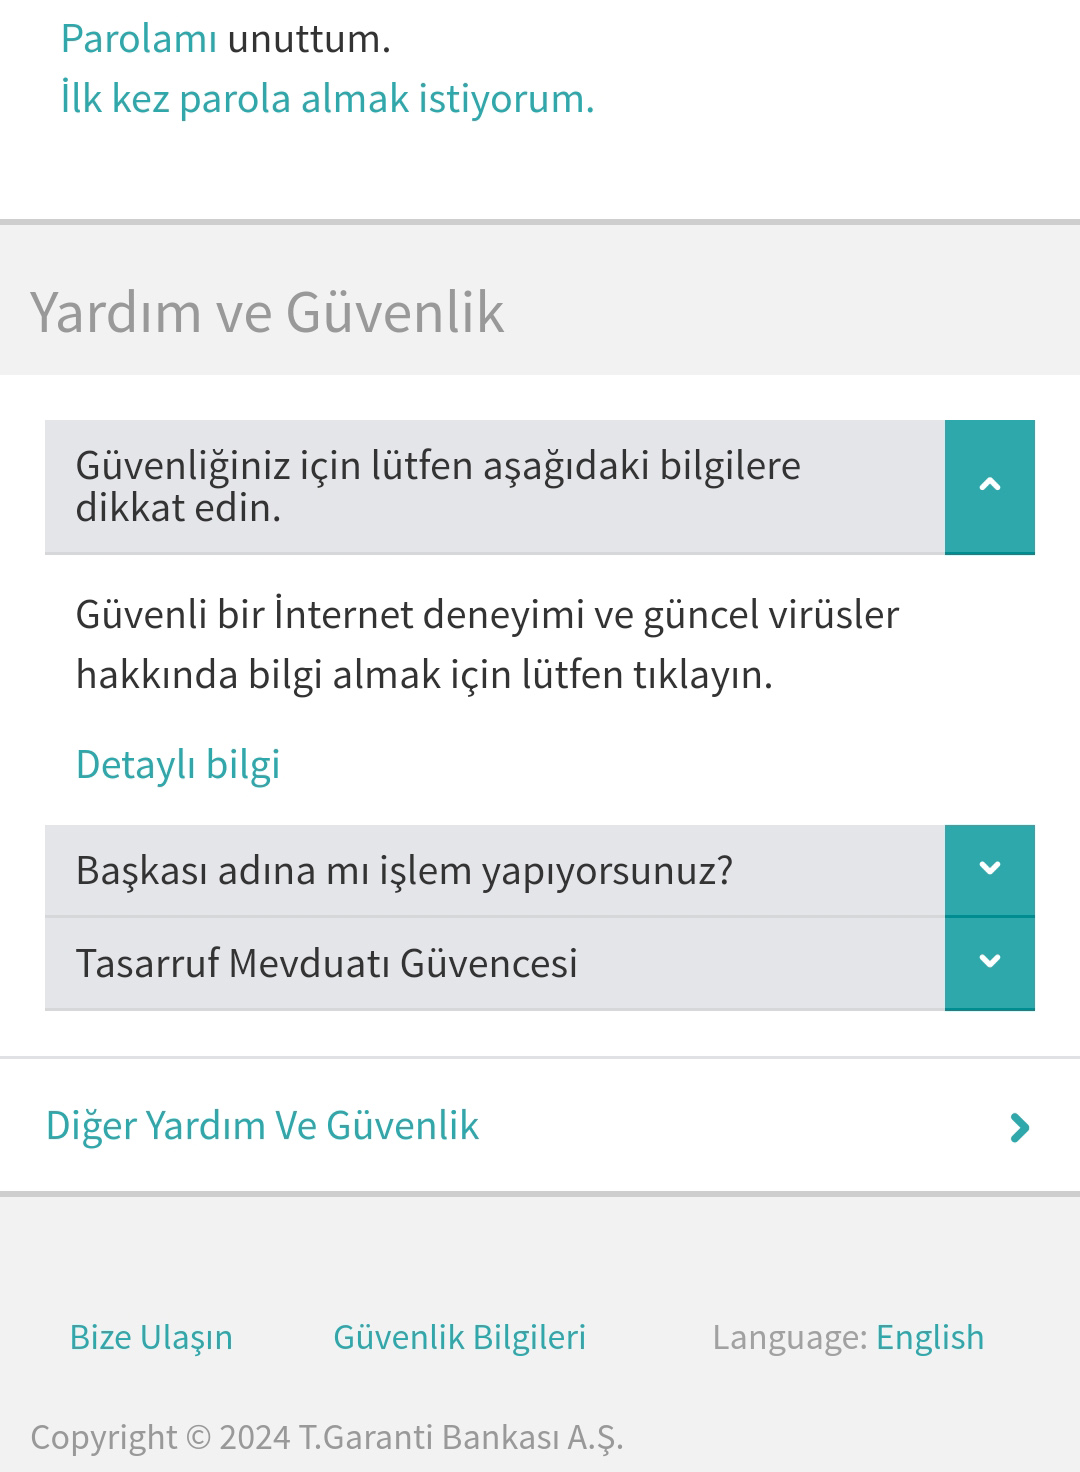 Parolamı unuttum.
İlk kez parola almak istiyorum.
Yardım ve Güvenlik
Güvenliğiniz için lütfen aşağıdaki bilgilere
dikkat edin.
Güvenli bir İnternet deneyimi ve güncel virüsler
hakkında bilgi almak için lütfen tıklayın.
Detaylı bilgi
Başkası adına mı işlem yapıyorsunuz?
Tasarruf Mevduatı Güvencesi
Diğer Yardım Ve Güvenlik
Bize Ulaşın Güvenlik Bilgileri Language: English
Copyright © 2024 T.Garanti Bankası A.Ş.